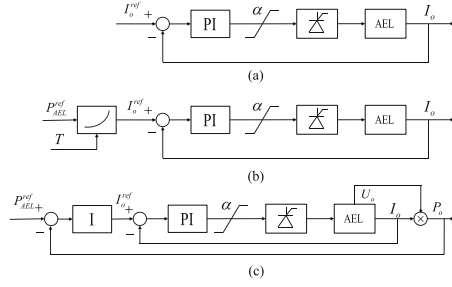 I_o^ref + − PI α AEL I_o
(a)
P_AEL^ref T I_o^ref + − PI α AEL I_o
(b)
P_AEL^ref + − I I_o^ref + − PI α AEL U_o I_o × P_o
(c)